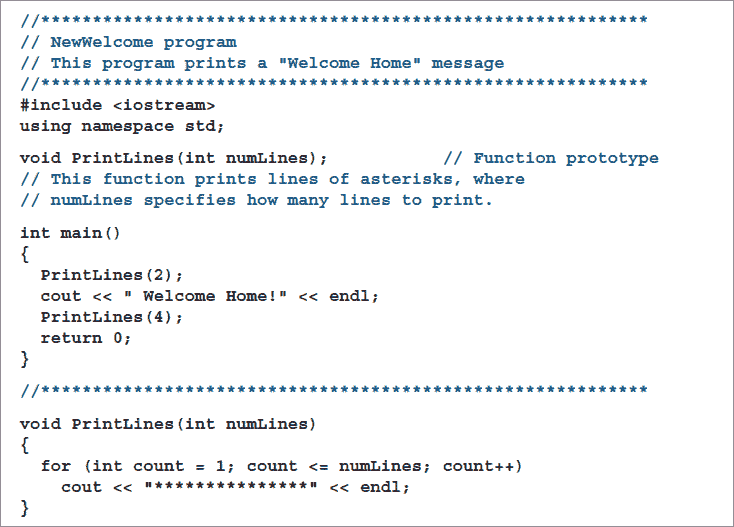 //***********************************************************
// NewWelcome program
// This program prints a "Welcome Home" message
//***********************************************************
#include <iostream>
using namespace std;
void PrintLines(int numLines); // Function prototype
// This function prints lines of asterisks, where
// numLines specifies how many lines to print.
int main()
{
  PrintLines(2);
  cout << " Welcome Home!" << endl;
  PrintLines(4);
  return 0;
}
//***********************************************************
void PrintLines(int numLines)
{
  for (int count = 1; count <= numLines; count++)
    cout << "***************" << endl;
}